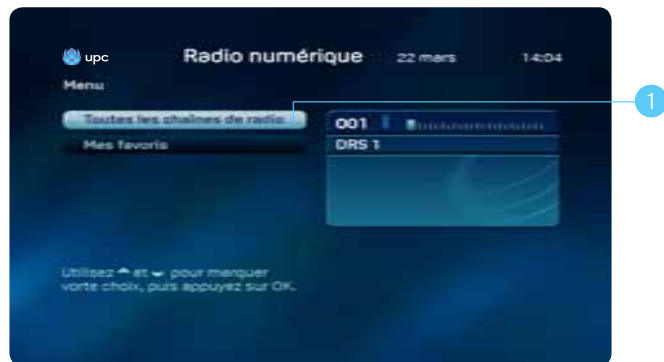 upc Radio numérique 22 mars 14:04
Menu
Toutes les chaînes de radio
1
001
Mes favoris
DRS 1
Utilisez et pour marquer
vorte choix, puis appuyez sur OK.